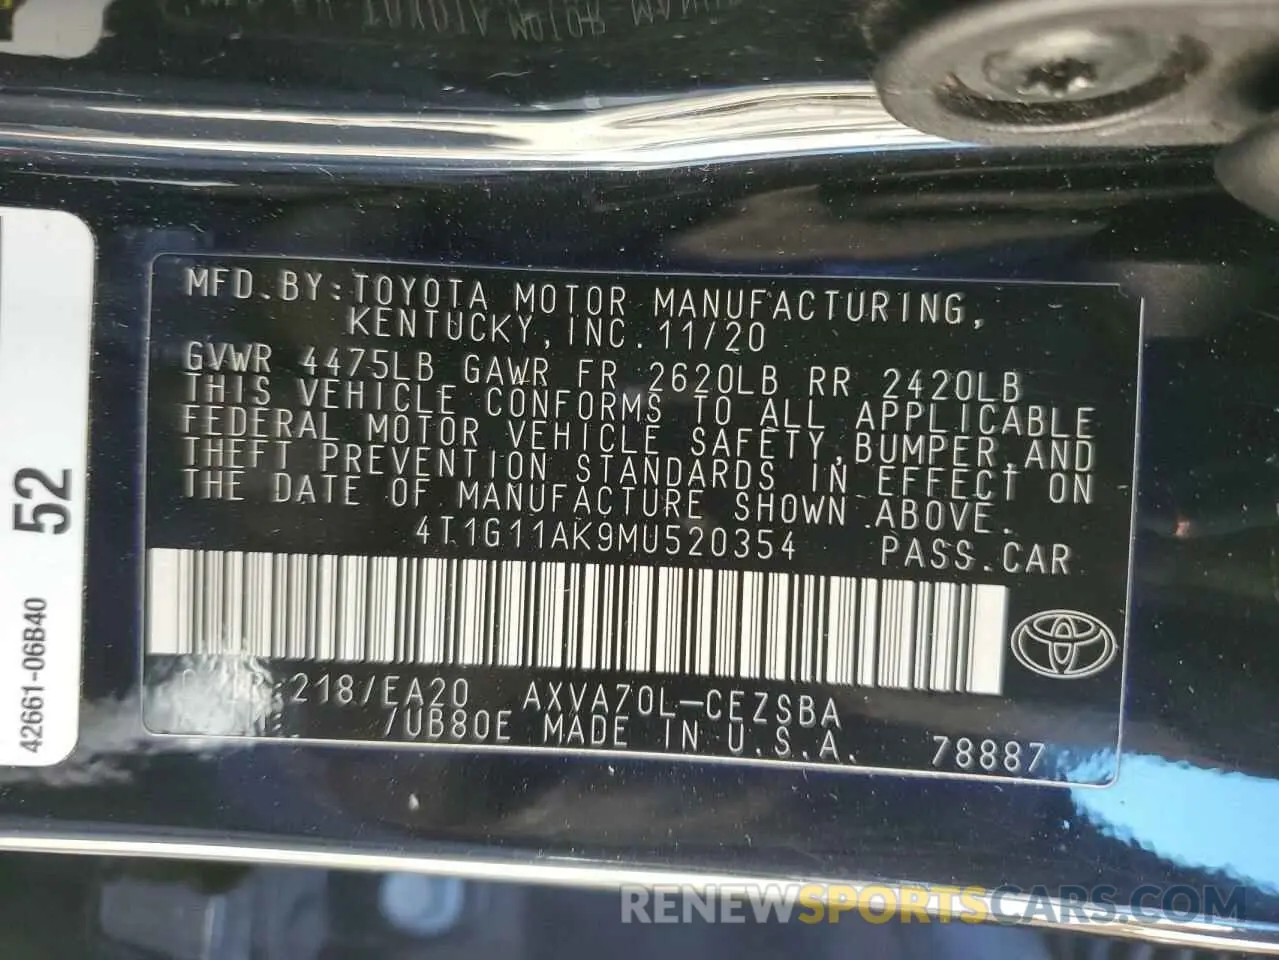 MFD.BY:TOYOTA MOTOR MANUFACTURING,
KENTUCKY,INC. 11/20
GVWR 4475LB GAWR FR 2620LB RR 2420LB
THIS VEHICLE CONFORMS TO ALL APPLICABLE
FEDERAL MOTOR VEHICLE SAFETY,BUMPER,AND
THEFT PREVENTION STANDARDS IN EFFECT ON
THE DATE OF MANUFACTURE SHOWN ABOVE.
4T1G11AK9MU520354 PASS.CAR
218/EA20 AXVA70L-CEZSBA
/UB80E MADE IN U.S.A. 78887
52
42661-06B40
RENEWSPORTSCARS.COM